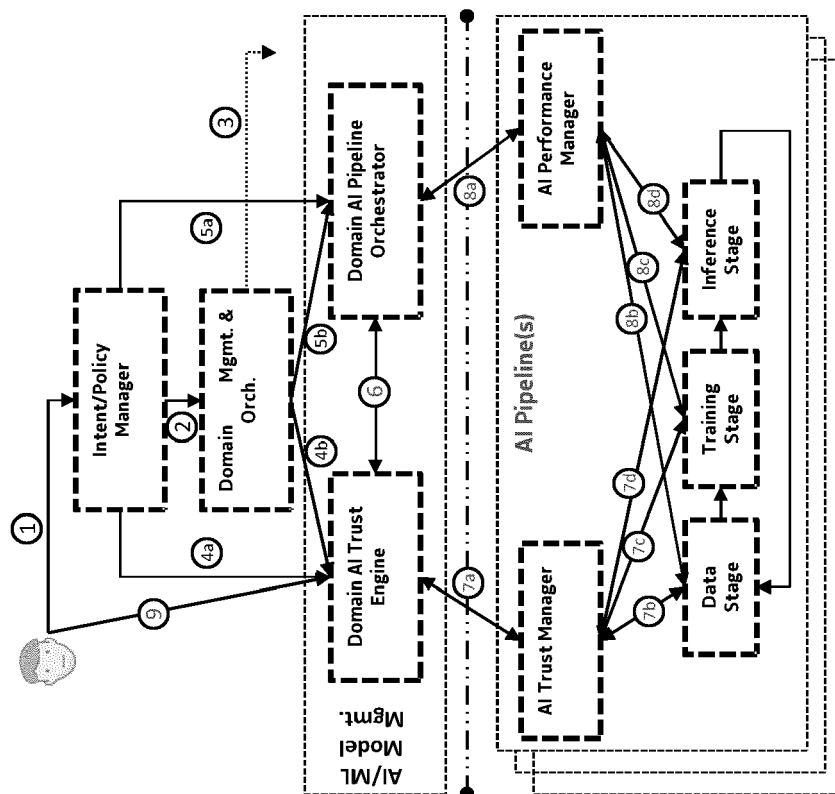 1
9
Intent/Policy
Manager
2
4a
5a
3
Domain Mgmt. &
Orch.
4b
5b
AI/ML
Model
Mgmt.
Domain AI Trust
Engine
6
Domain AI Pipeline
Orchestrator
7a
8a
AI Pipeline(s)
AI Trust Manager
AI Performance
Manager
7b
7c
7d
8b
8c
8d
Data
Stage
Training
Stage
Inference
Stage